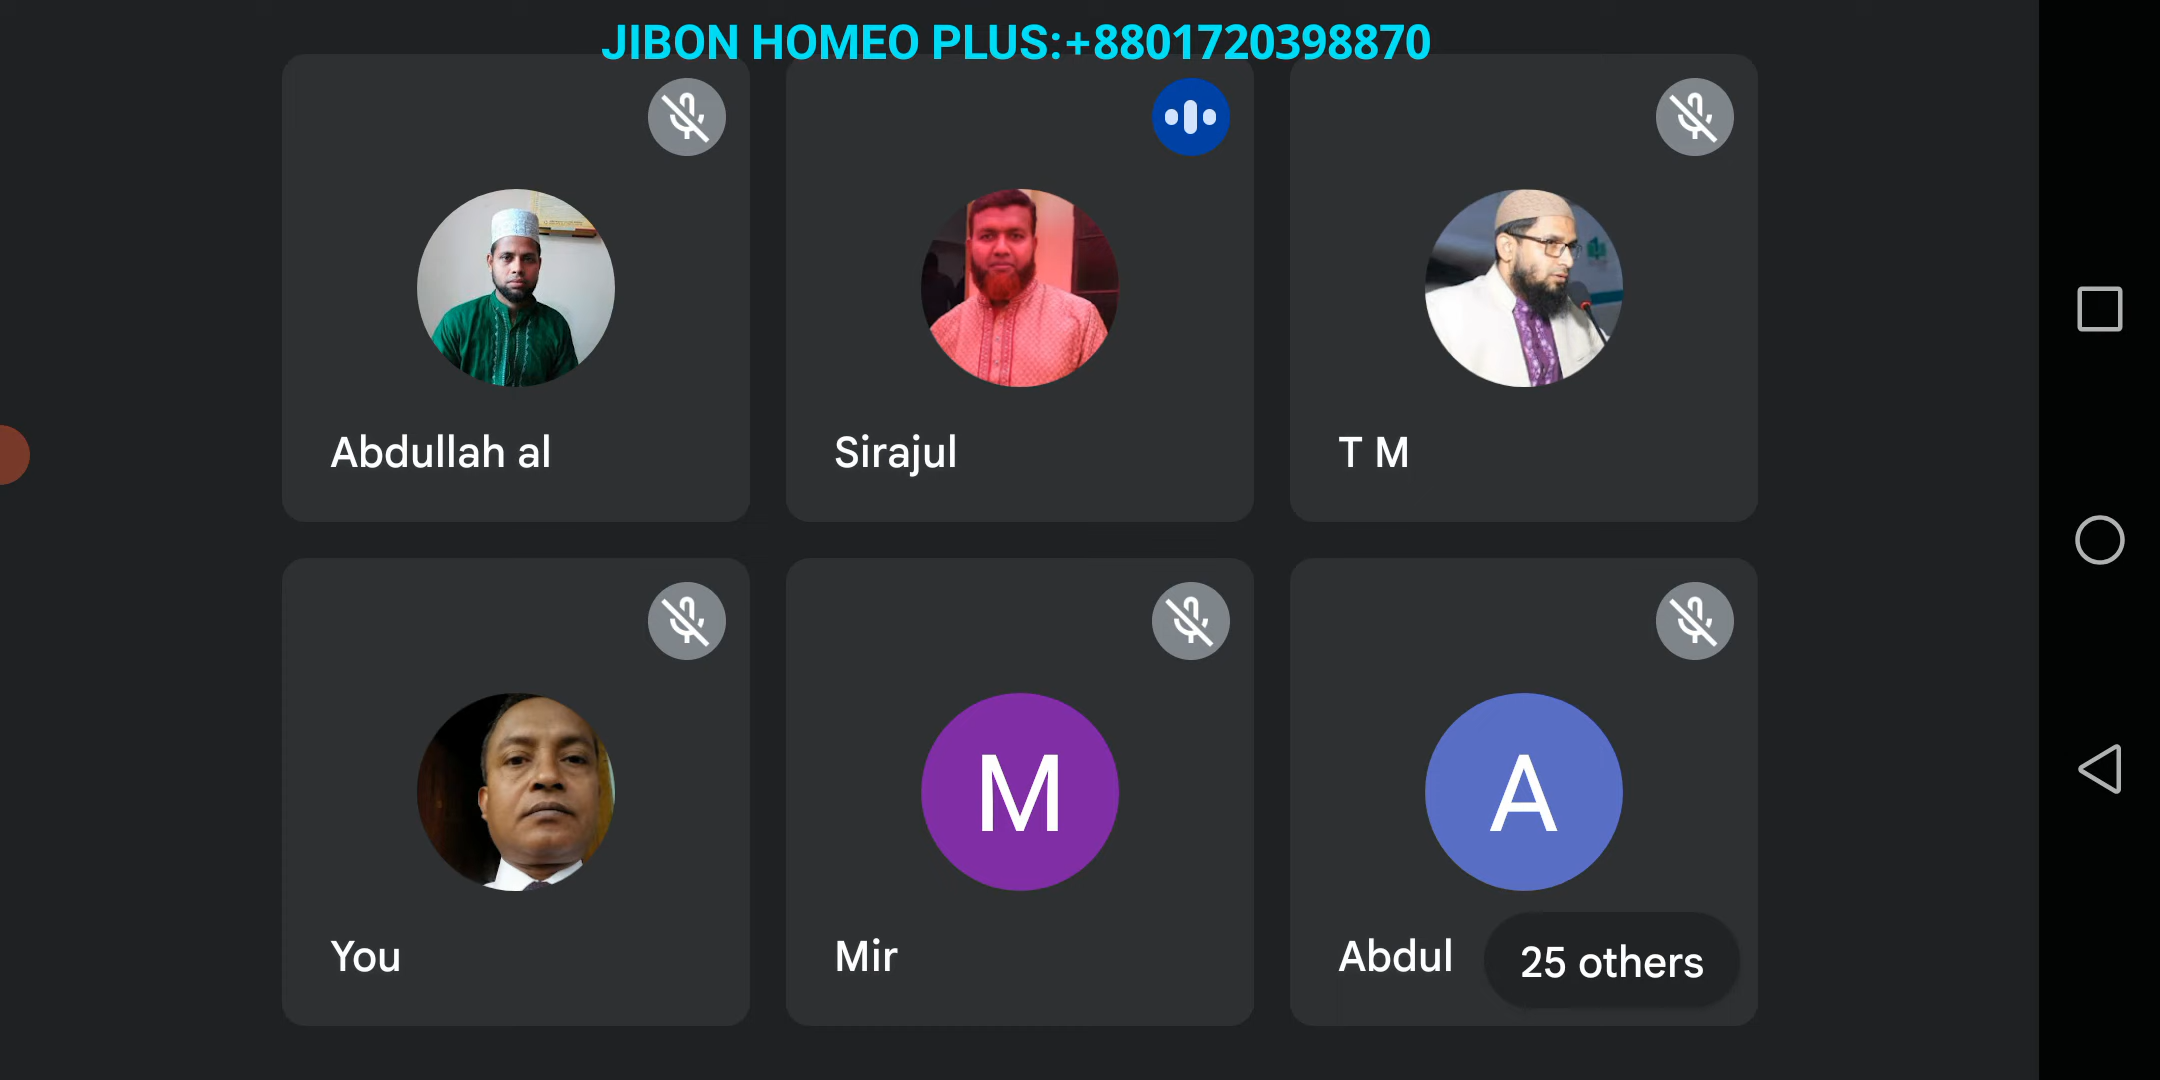 JIBON HOMEO PLUS:+8801720398870
Abdullah al
Sirajul
T M
You
M
Mir
A
Abdul
25 others